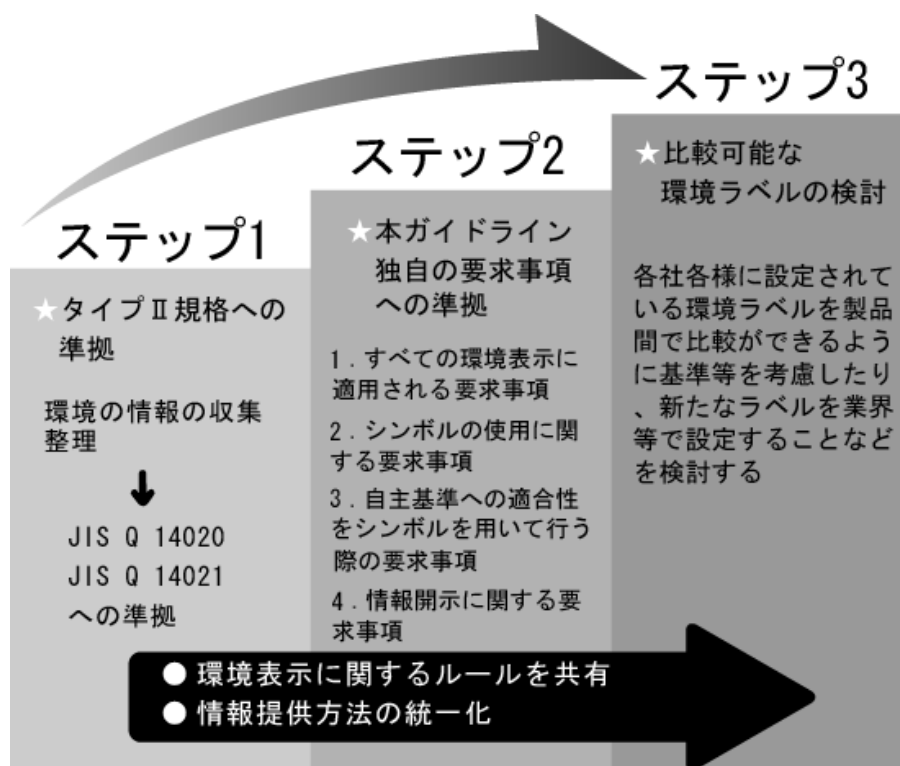 ステップ1
★タイプⅡ規格への
準拠
環境の情報の収集
整理
JIS Q 14020
JIS Q 14021
への準拠
ステップ2
★本ガイドライン
独自の要求事項
への準拠
1．すべての環境表示に
適用される要求事項
2．シンボルの使用に関
する要求事項
3．自主基準への適合性
をシンボルを用いて行う
際の要求事項
4．情報開示に関する要
求事項
ステップ3
★比較可能な
環境ラベルの検討
各社各様に設定されて
いる環境ラベルを製品
間で比較ができるよう
に基準等を考慮したり
、新たなラベルを業界
等で設定することなど
を検討する
● 環境表示に関するルールを共有
● 情報提供方法の統一化